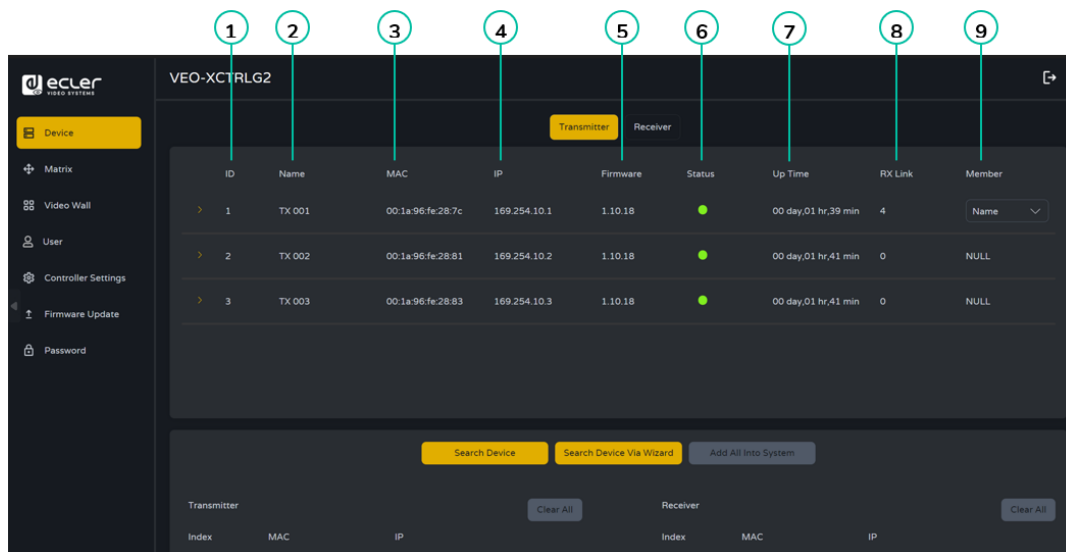 1 2 3 4 5 6 7 8 9
ecler
VIDEO SYSTEMS
VEO-XCTRLG2
Device
Matrix
Video Wall
User
Controller Settings
Firmware Update
Password
Transmitter Receiver
ID Name MAC IP Firmware Status Up Time RX Link Member
1 TX 001 00:1a:96:fe:28:7c 169.254.10.1 1.10.18 00 day,01 hr,39 min 4 Name
2 TX 002 00:1a:96:fe:28:81 169.254.10.2 1.10.18 00 day,01 hr,41 min 0 NULL
3 TX 003 00:1a:96:fe:28:83 169.254.10.3 1.10.18 00 day,01 hr,41 min 0 NULL
Search Device Search Device Via Wizard Add All Into System
Transmitter Clear All Receiver Clear All
Index MAC IP Index MAC IP